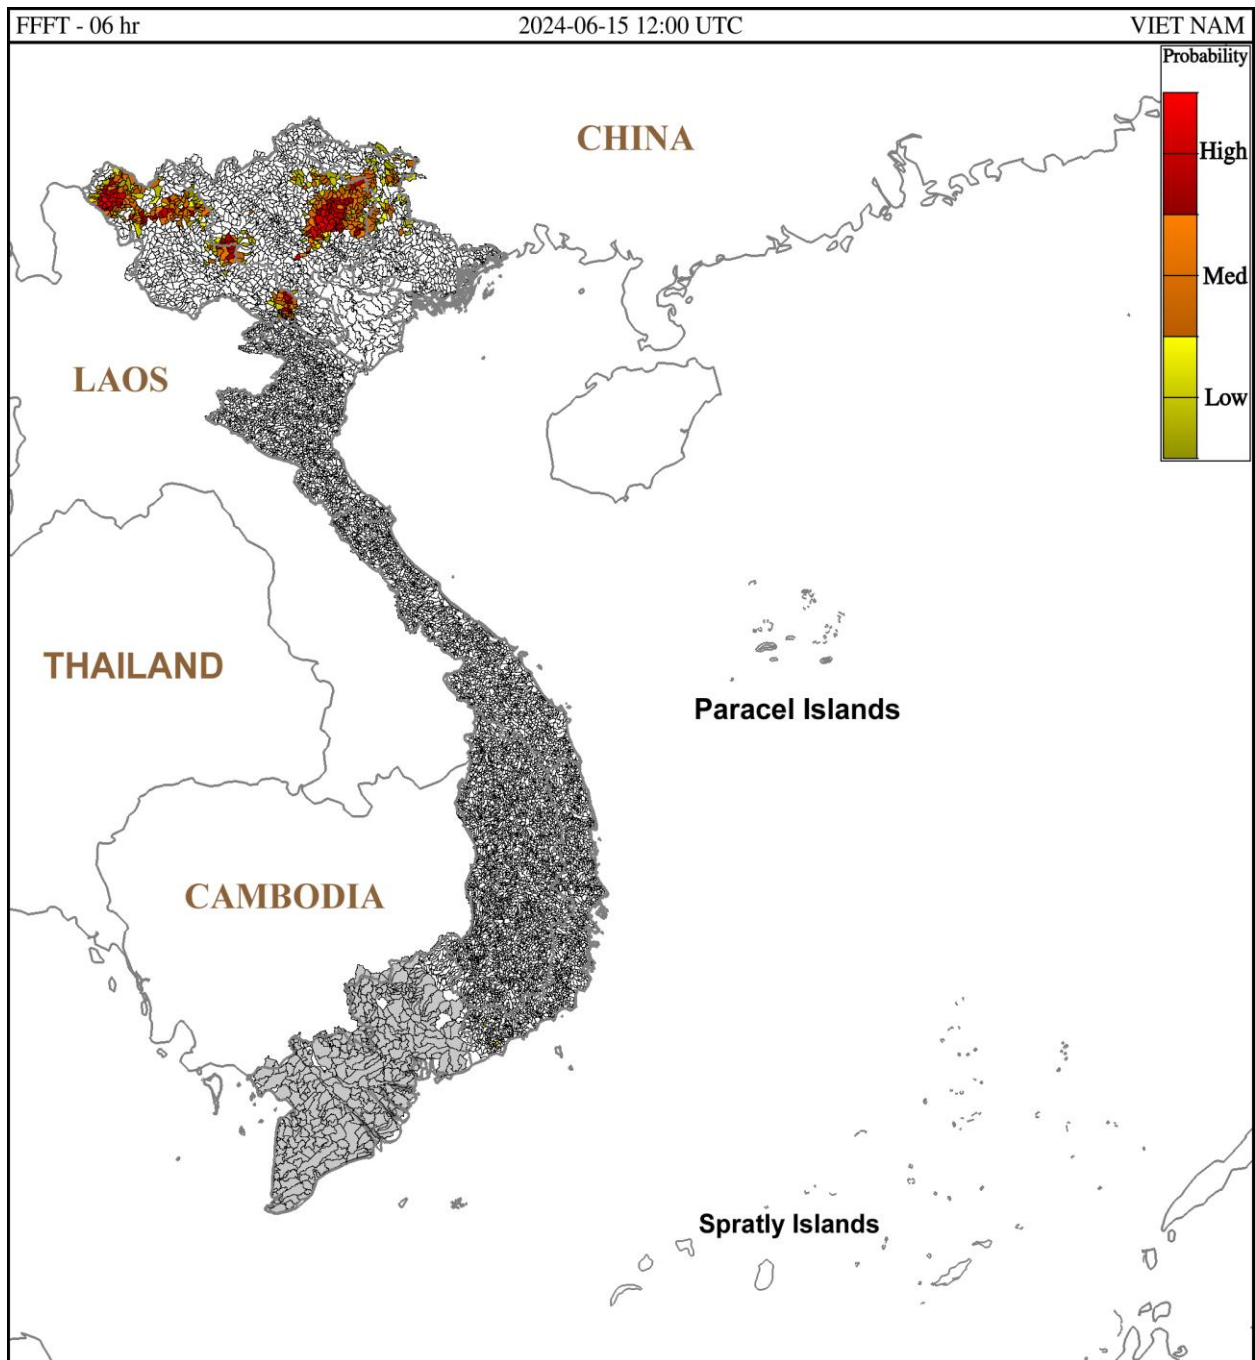 FFFT - 06 hr 2024-06-15 12:00 UTC VIET NAM
Probability
CHINA
High
Med
LAOS
Low
THAILAND
Paracel Islands
CAMBODIA
Spratly Islands